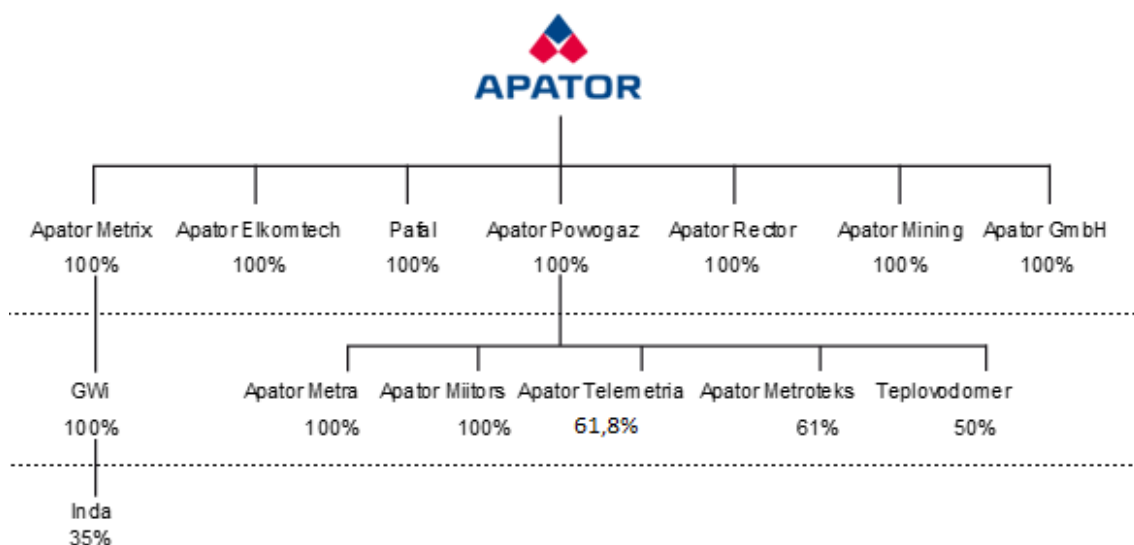 APATOR
Apator Metrix Apator Elkomtech Pafal Apator Powogaz Apator Rector Apator Mining Apator GmbH
100% 100% 100% 100% 100% 100% 100%
GWi Apator Metra Apator Miitors Apator Telemetria Apator Metroteks Teplovodomer
100% 100% 100% 61,8% 61% 50%
Inda
35%